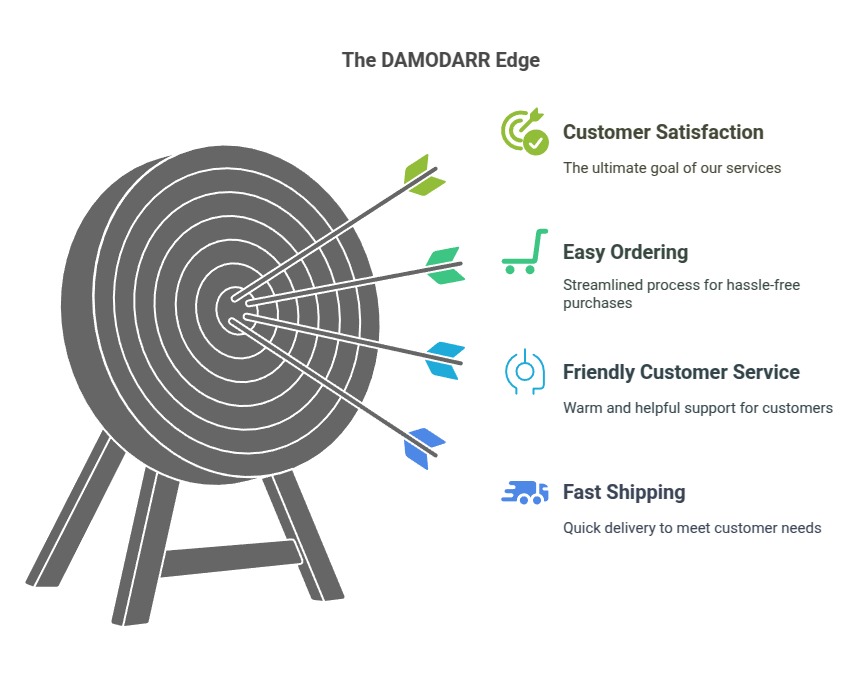 The DAMODARR Edge
Customer Satisfaction
The ultimate goal of our services
Easy Ordering
Streamlined process for hassle-free
purchases
Friendly Customer Service
Warm and helpful support for customers
Fast Shipping
Quick delivery to meet customer needs